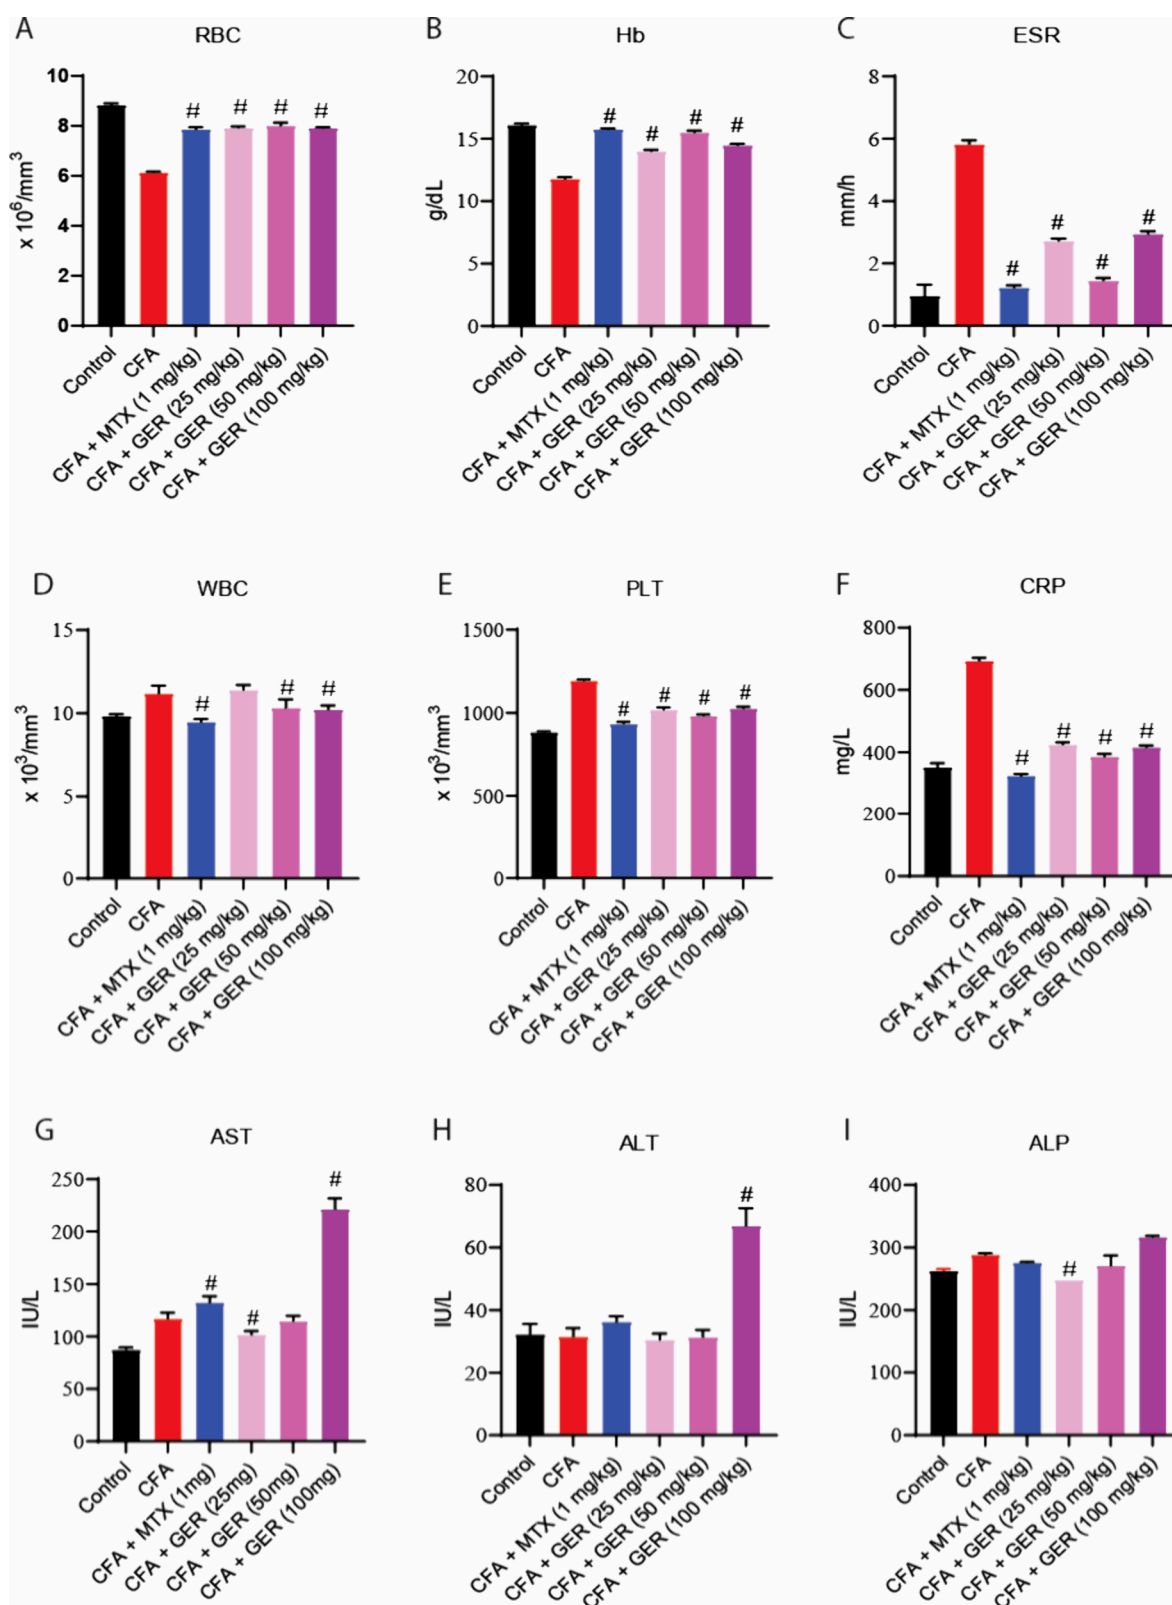 A
RBC
10
8
6
4
2
0
x 10⁶/mm³
# # # #
Control
CFA
CFA + MTX (1 mg/kg)
CFA + GER (25 mg/kg)
CFA + GER (50 mg/kg)
CFA + GER (100 mg/kg)
B
Hb
20
15
10
5
0
g/dL
# # # #
Control
CFA
CFA + MTX (1 mg/kg)
CFA + GER (25 mg/kg)
CFA + GER (50 mg/kg)
CFA + GER (100 mg/kg)
C
ESR
8
6
4
2
0
mm/h
# # # #
Control
CFA
CFA + MTX (1 mg/kg)
CFA + GER (25 mg/kg)
CFA + GER (50 mg/kg)
CFA + GER (100 mg/kg)
D
WBC
15
10
5
0
x 10³/mm³
# # #
Control
CFA
CFA + MTX (1 mg/kg)
CFA + GER (25 mg/kg)
CFA + GER (50 mg/kg)
CFA + GER (100 mg/kg)
E
PLT
1500
1000
500
0
x 10³/mm³
# # # #
Control
CFA
CFA + MTX (1 mg/kg)
CFA + GER (25 mg/kg)
CFA + GER (50 mg/kg)
CFA + GER (100 mg/kg)
F
CRP
800
600
400
200
0
mg/L
# # # #
Control
CFA
CFA + MTX (1 mg/kg)
CFA + GER (25 mg/kg)
CFA + GER (50 mg/kg)
CFA + GER (100 mg/kg)
G
AST
250
200
150
100
50
0
IU/L
# # #
Control
CFA
CFA + MTX (1mg)
CFA + GER (25mg)
CFA + GER (50mg)
CFA + GER (100mg)
H
ALT
80
60
40
20
0
IU/L
#
Control
CFA
CFA + MTX (1 mg/kg)
CFA + GER (25 mg/kg)
CFA + GER (50 mg/kg)
CFA + GER (100 mg/kg)
I
ALP
400
300
200
100
0
IU/L
#
Control
CFA
CFA + MTX (1 mg/kg)
CFA + GER (25 mg/kg)
CFA + GER (50 mg/kg)
CFA + GER (100 mg/kg)